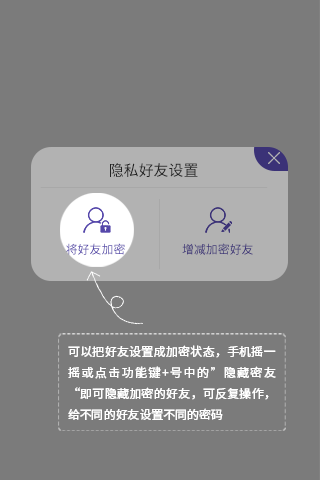 隐私好友设置
将好友加密 增减加密好友
可以把好友设置成加密状态，手机摇一
摇或点击功能键+号中的”隐藏密友
“即可隐藏加密的好友，可反复操作，
给不同的好友设置不同的密码